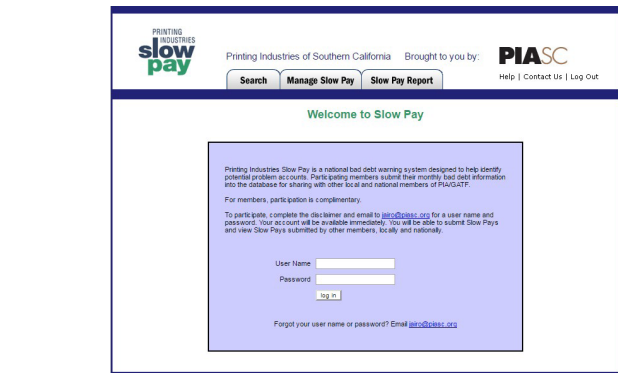 PRINTING
INDUSTRIES
slow
pay
Printing Industries of Southern California Brought to you by:
PIASC
Search Manage Slow Pay Slow Pay Report
Help | Contact Us | Log Out
Welcome to Slow Pay
Printing Industries Slow Pay is a national bad debt warning system designed to help identify
potential problem accounts. Participating members submit their monthly bad debt information
into the database for sharing with other local and national members of PIA/GATF.
For members, participation is complimentary.
To participate, complete the disclaimer and email to jairo@piasc.org for a user name and
password. Your account will be available immediately. You will be able to submit Slow Pays
and view Slow Pays submitted by other members, locally and nationally.
User Name
Password
log in
Forgot your user name or password? Email jairo@piasc.org